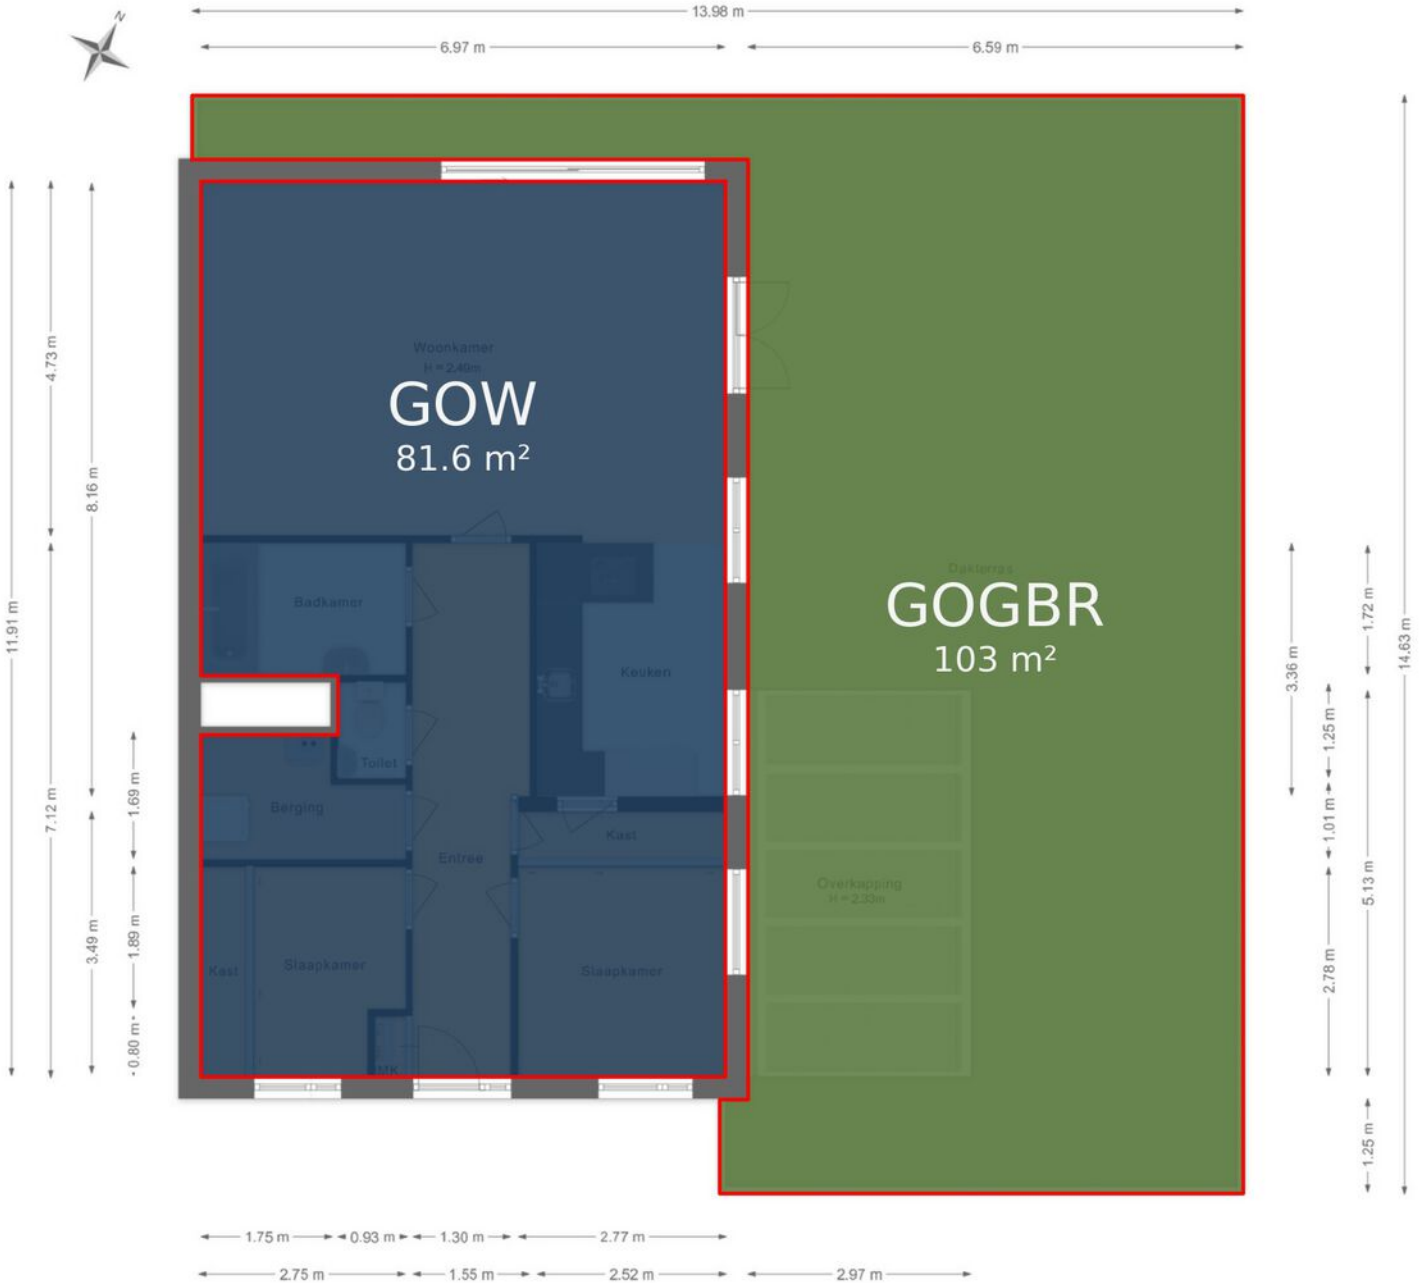 N
13.98 m
6.97 m
6.59 m
Woonkamer
H = 2.49m
GOW
81.6 m²
4.73 m
8.16 m
11.91 m
7.12 m
1.69 m
3.49 m
1.89 m
0.80 m
Badkamer
Toilet
Keuken
Berging
Kast
Entree
Kast
Slaapkamer
Slaapkamer
MK
Dakterras
GOGBR
103 m²
Overkapping
H = 2.33m
3.36 m
1.72 m
14.63 m
1.25 m
1.01 m
5.13 m
2.78 m
1.25 m
1.75 m
0.93 m
1.30 m
2.77 m
2.75 m
1.55 m
2.52 m
2.97 m